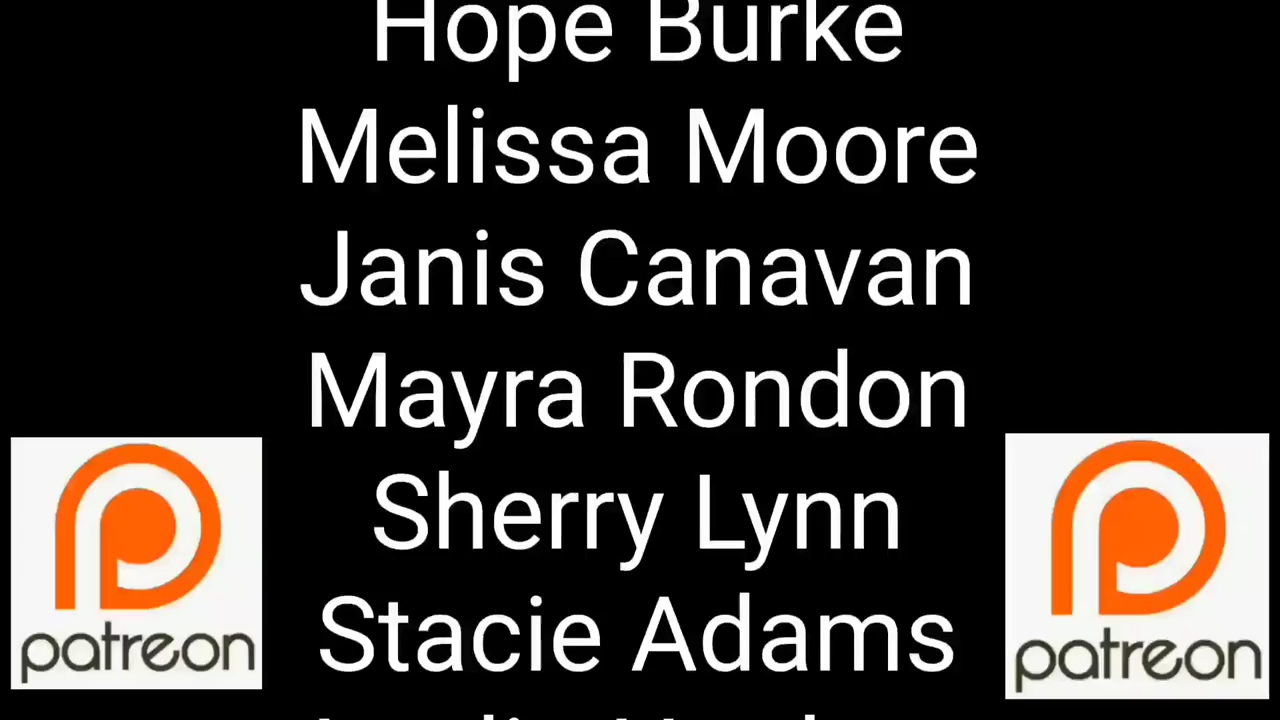 Hope Burke
Melissa Moore
Janis Canavan
Mayra Rondon
Sherry Lynn
Stacie Adams
patreon
patreon